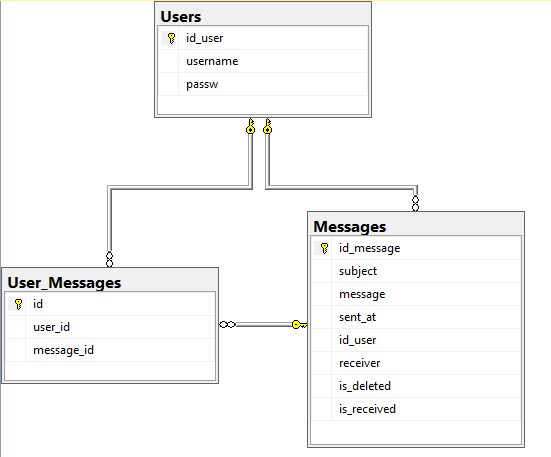 Users
id_user
username
passw
User_Messages
id
user_id
message_id
Messages
id_message
subject
message
sent_at
id_user
receiver
is_deleted
is_received